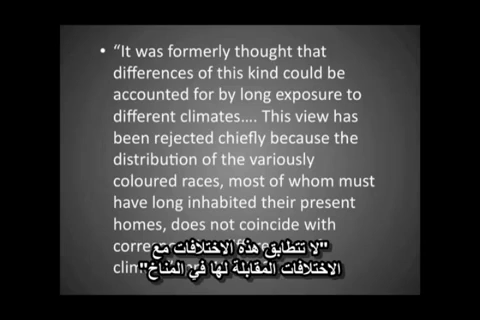 • “It was formerly thought that
differences of this kind could be
accounted for by long exposure to
different climates…. This view has
been rejected chiefly because the
distribution of the variously
coloured races, most of whom must
have long inhabited their present
homes, does not coincide with
"لا تتطابق هذه الاختلافات مع
الاختلافات المقابلة لها في المناخ"